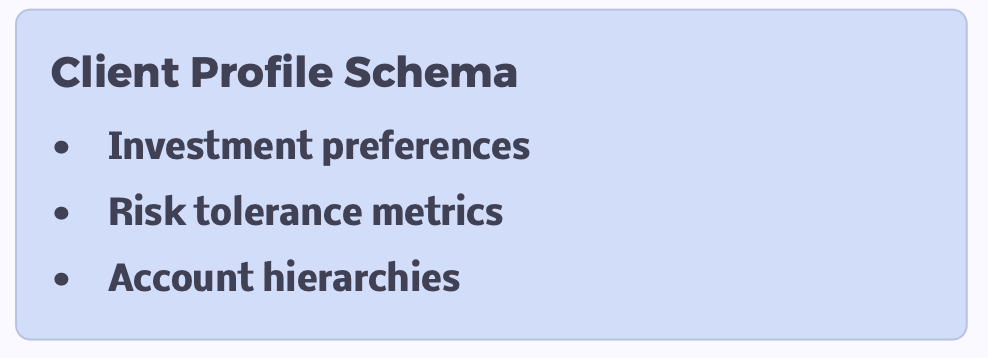 Client Profile Schema
• Investment preferences
• Risk tolerance metrics
• Account hierarchies